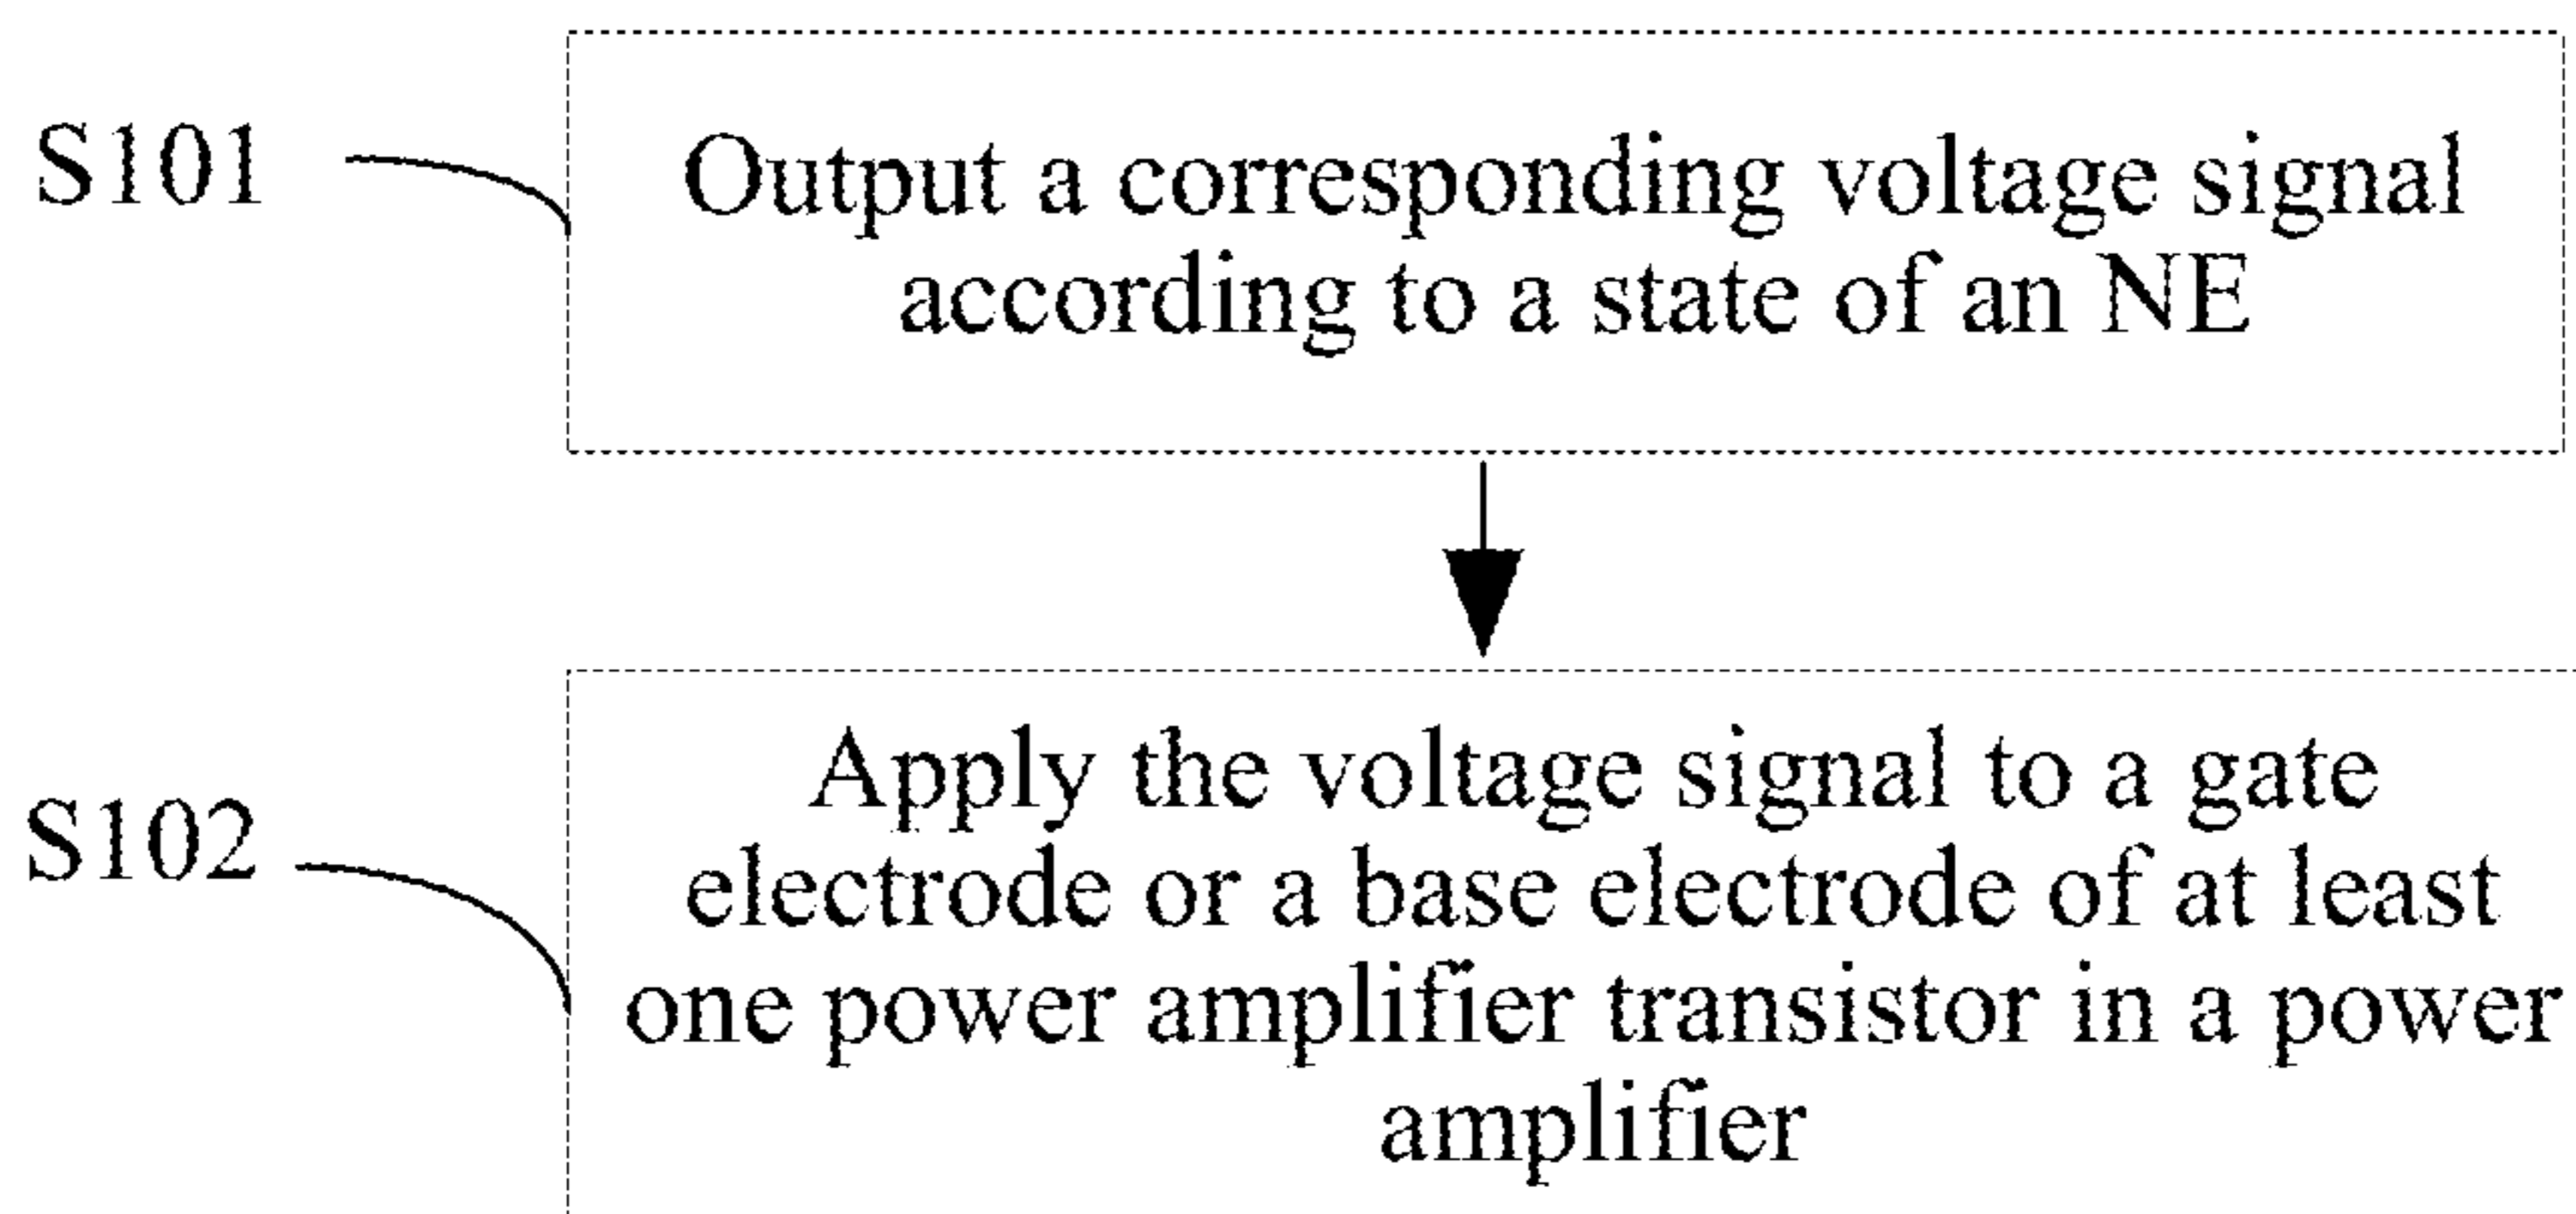 S101
Output a corresponding voltage signal
according to a state of an NE
S102
Apply the voltage signal to a gate
electrode or a base electrode of at least
one power amplifier transistor in a power
amplifier